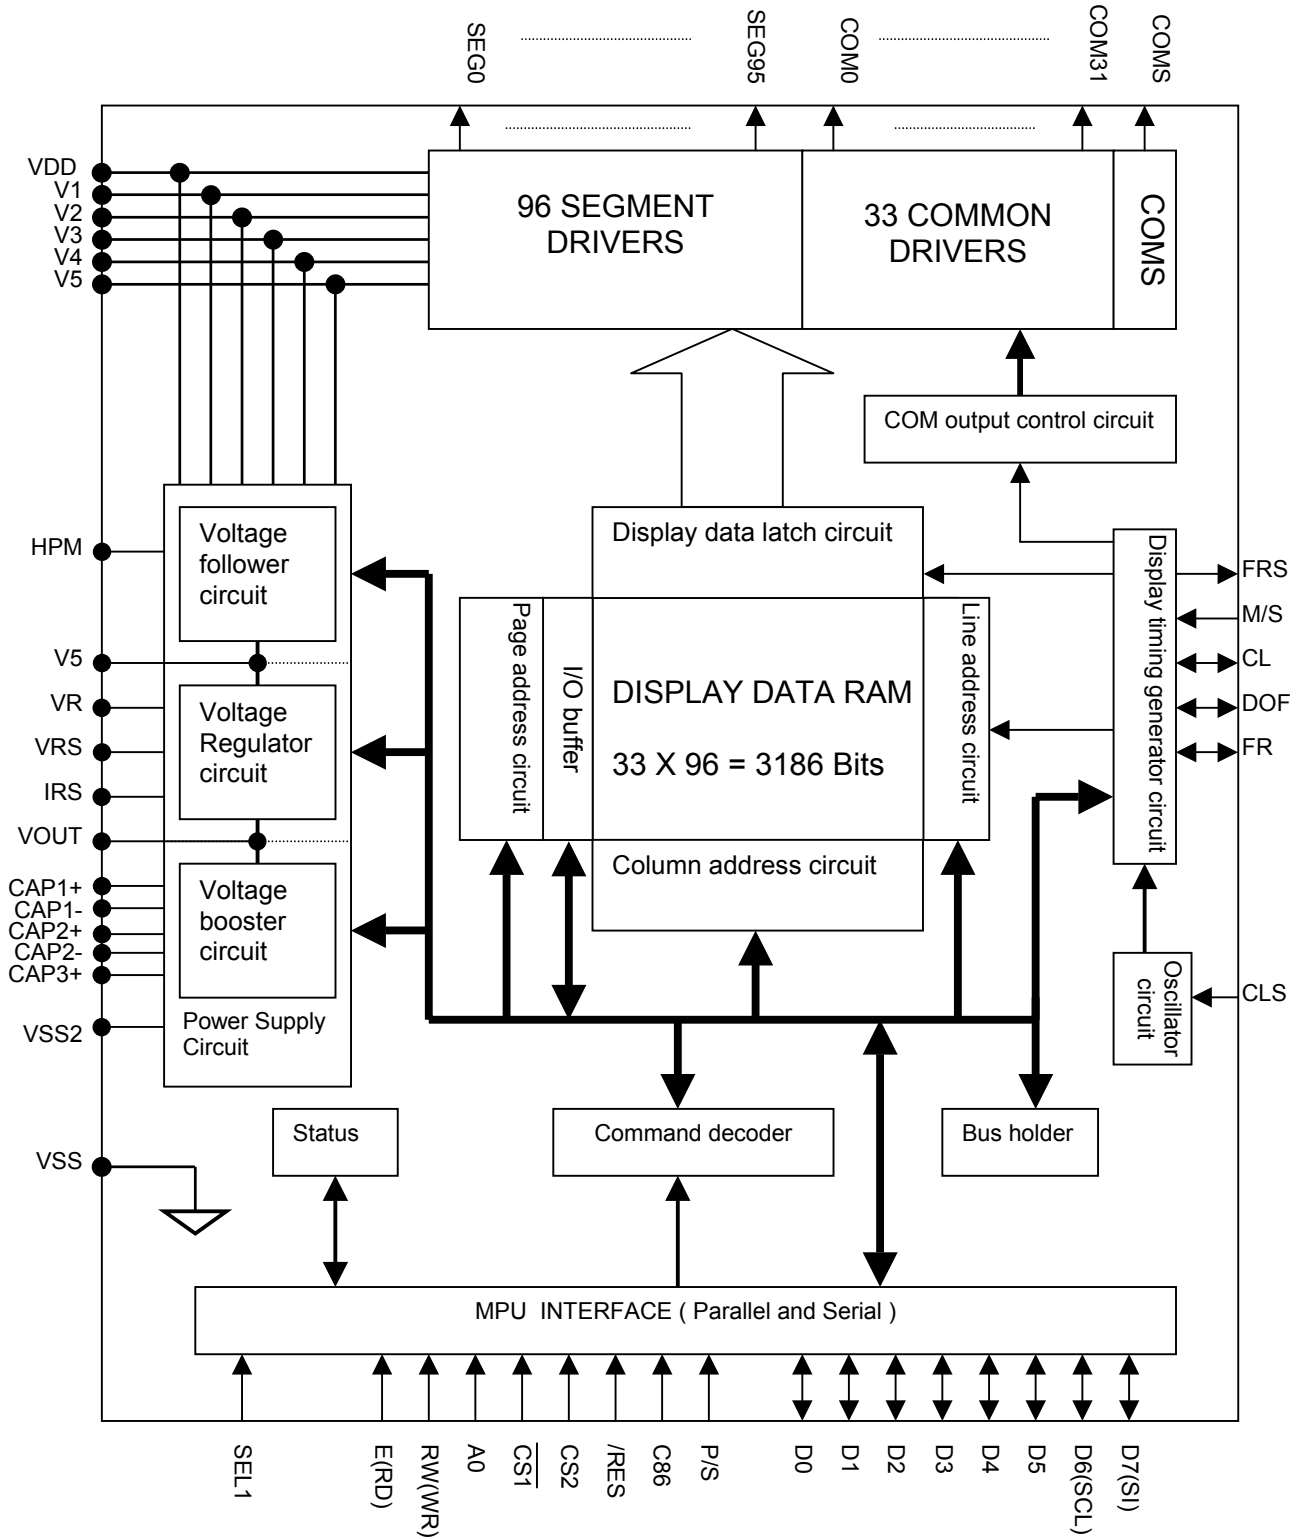 SEG0
SEG95
COM0
COM31
COMS
VDD
V1
V2
V3
V4
V5
96 SEGMENT
DRIVERS
33 COMMON
DRIVERS
COMS
COM output control circuit
HPM
V5
VR
VRS
IRS
VOUT
CAP1+
CAP1-
CAP2+
CAP2-
CAP3+
VSS2
VSS
Voltage
follower
circuit
Voltage
Regulator
circuit
Voltage
booster
circuit
Power Supply
Circuit
Display data latch circuit
Page address circuit
I/O buffer
DISPLAY DATA RAM
33 X 96 = 3186 Bits
Line address circuit
Column address circuit
Display timing generator circuit
FRS
M/S
CL
DOF
FR
Oscillator
circuit
CLS
Status
Command decoder
Bus holder
MPU INTERFACE ( Parallel and Serial )
SEL1
E(RD)
RW(WR)
A0
CS1
CS2
/RES
C86
P/S
D0
D1
D2
D3
D4
D5
D6(SCL)
D7(SI)